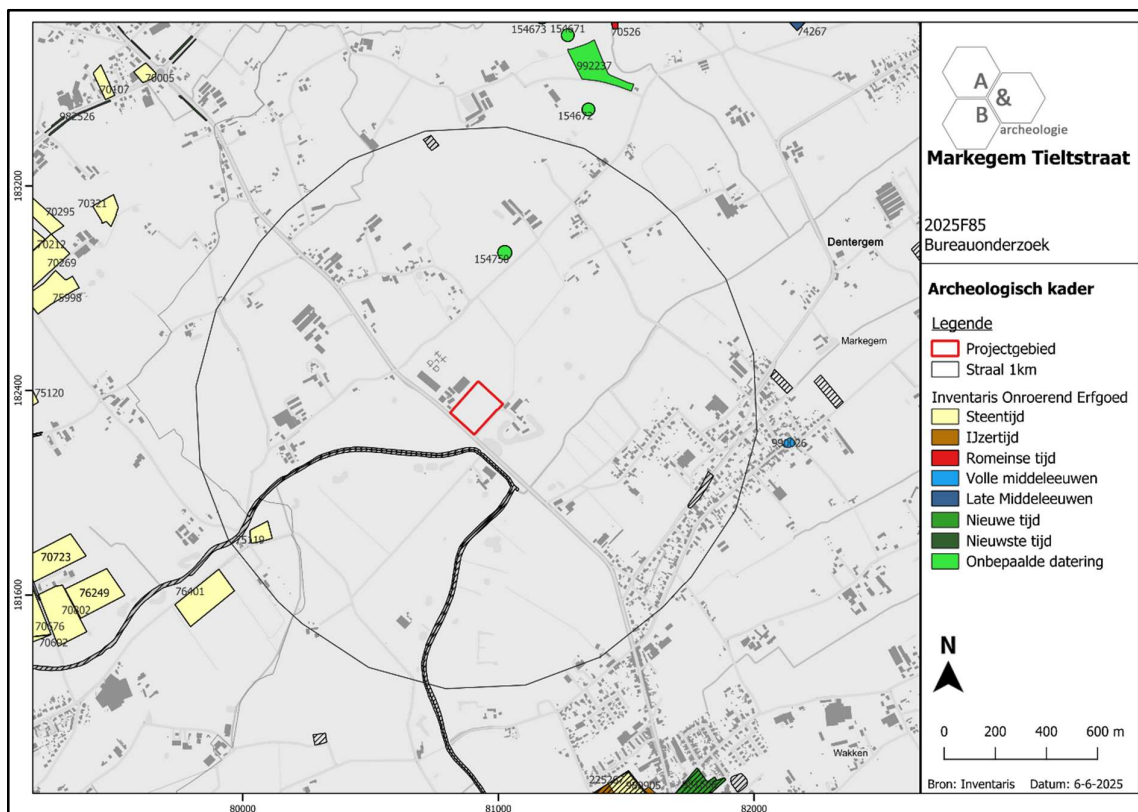 154673 154671
70526
74267
992237
70005
70107
982526
154672
183200
70321
70295
70212
70269
75998
154750
Dentergem
Markegem
182400
75120
990026
75119
70723
76249
76401
70802
181600
70576
70602
Wakken
80000
81000
82000
A
&
B
archeologie
Markegem Tieltstraat
2025F85
Bureauonderzoek
Archeologisch kader
Legende
Projectgebied
Straal 1km
Inventaris Onroerend Erfgoed
Steentijd
IJzertijd
Romeinse tijd
Volle middeleeuwen
Late Middeleeuwen
Nieuwe tijd
Nieuwste tijd
Onbepaalde datering
N
0 200 400 600 m
Bron: Inventaris Datum: 6-6-2025